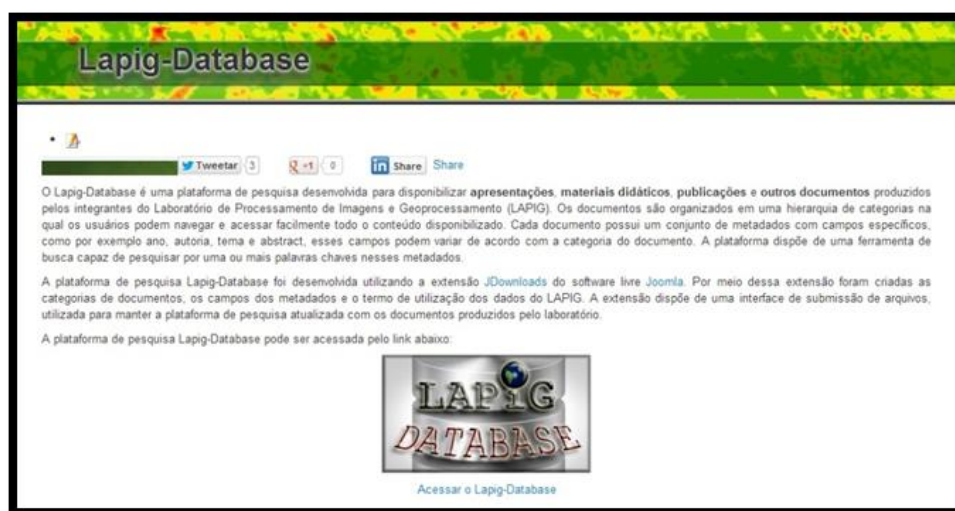 Lapig-Database
Tweetar 3 +1 0 in Share Share
O Lapig-Database é uma plataforma de pesquisa desenvolvida para disponibilizar apresentações, materiais didáticos, publicações e outros documentos produzidos
pelos integrantes do Laboratório de Processamento de Imagens e Geoprocessamento (LAPIG). Os documentos são organizados em uma hierarquia de categorias na
qual os usuários podem navegar e acessar facilmente todo o conteúdo disponibilizado. Cada documento possui um conjunto de metadados com campos específicos,
como por exemplo ano, autoria, tema e abstract, esses campos podem variar de acordo com a categoria do documento. A plataforma dispõe de uma ferramenta de
busca capaz de pesquisar por uma ou mais palavras chaves nesses metadados.
A plataforma de pesquisa Lapig-Database foi desenvolvida utilizando a extensão JDownloads do software livre Joomla. Por meio dessa extensão foram criadas as
categorias de documentos, os campos dos metadados e o termo de utilização dos dados do LAPIG. A extensão dispõe de uma interface de submissão de arquivos,
utilizada para manter a plataforma de pesquisa atualizada com os documentos produzidos pelo laboratório.
A plataforma de pesquisa Lapig-Database pode ser acessada pelo link abaixo:
LAPiG
DATABASE
Acessar o Lapig-Database